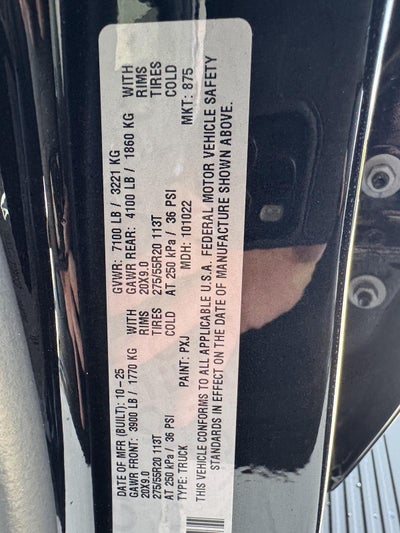 DATE OF MFR (BUILT): 10-25 GVWR: 7100 LB / 3221 KG
GAWR FRONT: 3900 LB / 1770 KG WITH GAWR REAR: 4100 LB / 1860 KG WITH
20X9.0 RIMS 20X9.0 RIMS
275/55R20 113T TIRES 275/55R20 113T TIRES
AT 250 kPa / 36 PSI COLD AT 250 kPa / 36 PSI COLD
TYPE: TRUCK PAINT: PXJ MDH: 101022 MKT: 875
THIS VEHICLE CONFORMS TO ALL APPLICABLE U.S.A. FEDERAL MOTOR VEHICLE SAFETY
STANDARDS IN EFFECT ON THE DATE OF MANUFACTURE SHOWN ABOVE.